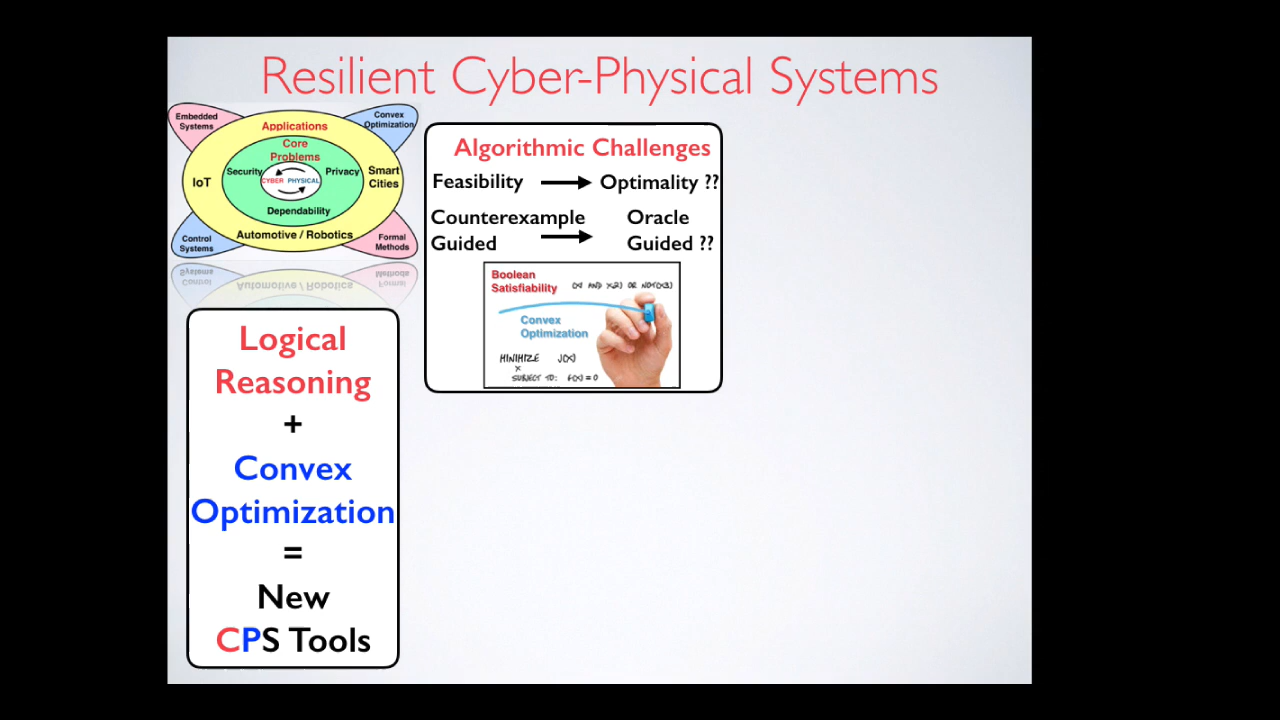 Resilient Cyber-Physical Systems
Embedded
Systems
Convex
Optimization
Applications
Core
Problems
IoT
Security
Privacy
Smart
Cities
CYBER PHYSICAL
Dependability
Automotive / Robotics
Control
Systems
Formal
Methods
Logical
Reasoning
+
Convex
Optimization
=
New
CPS Tools
Algorithmic Challenges
Feasibility Optimality ??
Counterexample Oracle
Guided Guided ??
Boolean
Satisfiability
Convex
Optimization
MINIMIZE J(X)
X
SUBJECT TO: F(X) = 0